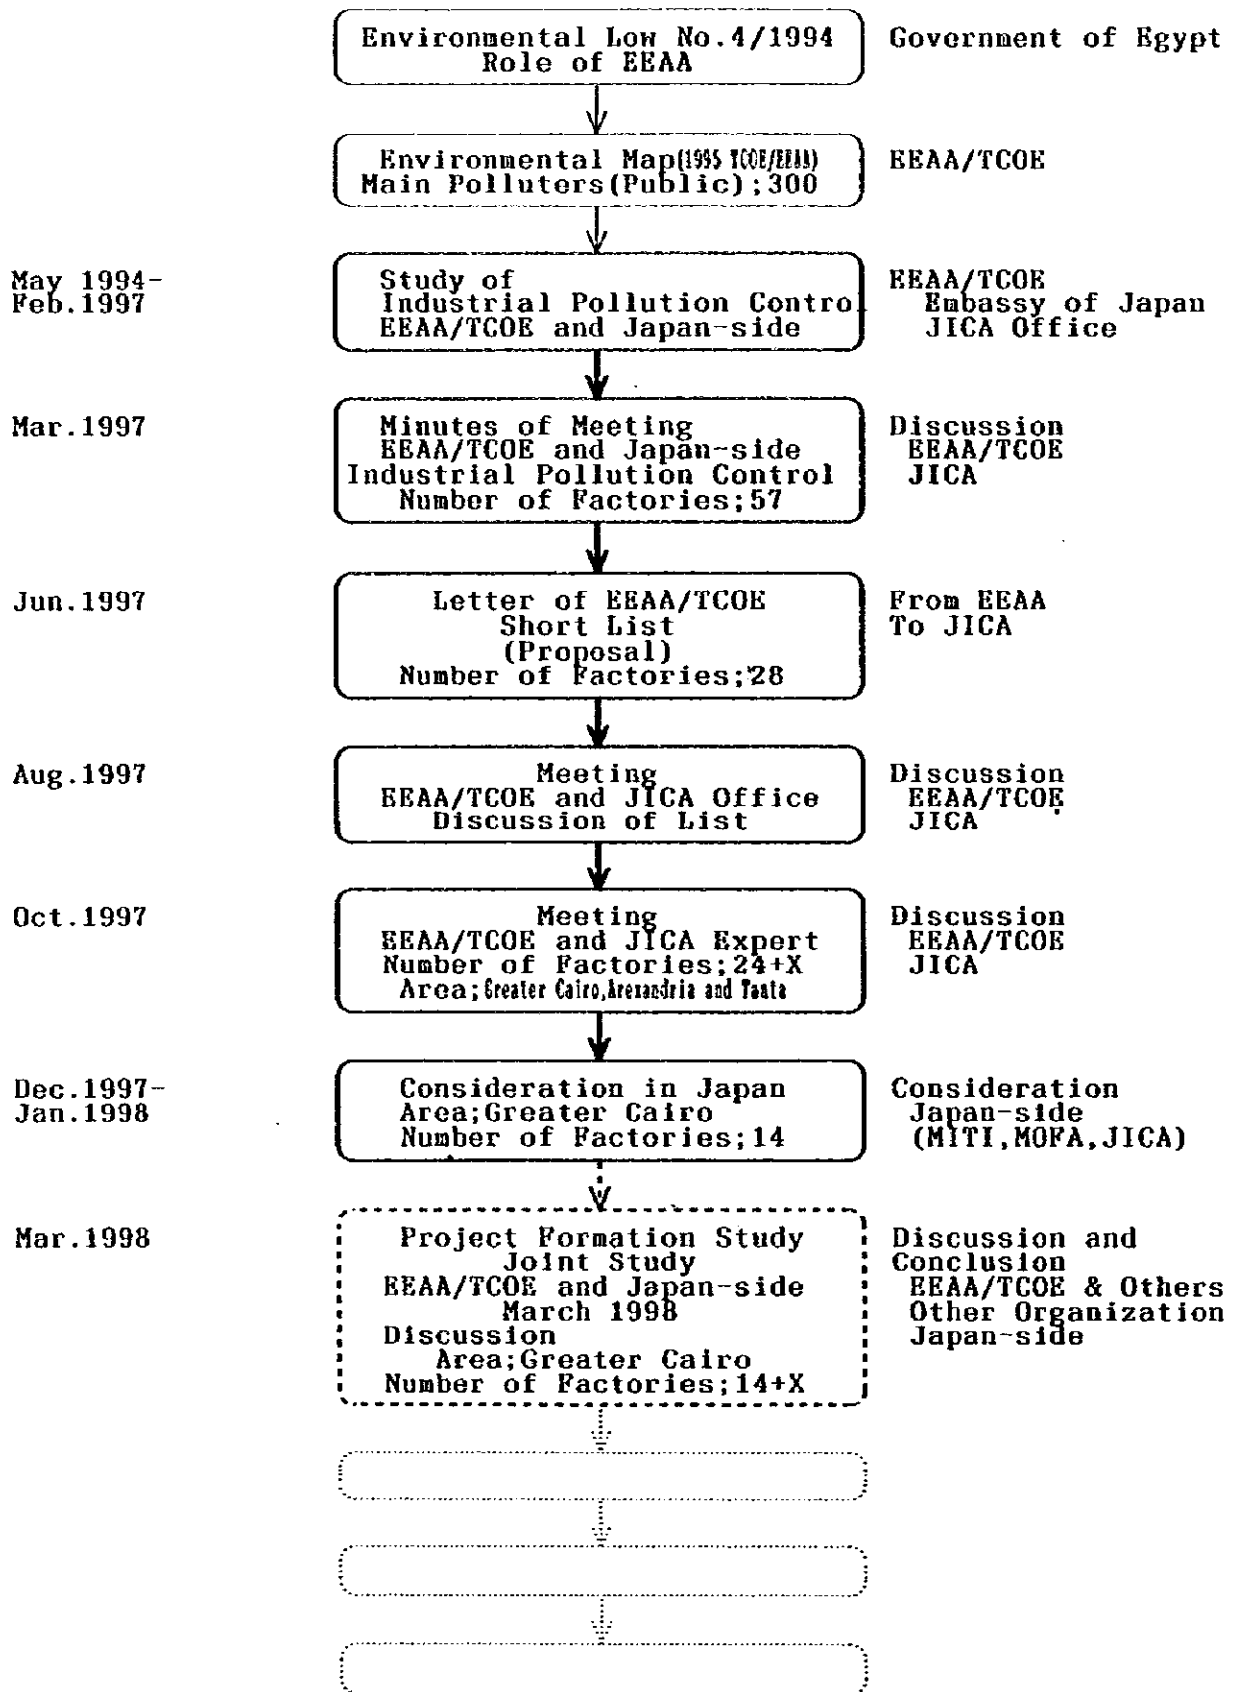 Environmental Low No.4/1994
Role of EEAA
Government of Egypt
Environmental Map(1995 TCOE/EEAA)
Main Polluters(Public);300
EEAA/TCOE
May 1994-
Feb.1997
Study of
Industrial Pollution Control
EEAA/TCOE and Japan-side
EEAA/TCOE
Embassy of Japan
JICA Office
Mar.1997
Minutes of Meeting
EEAA/TCOE and Japan-side
Industrial Pollution Control
Number of Factories;57
Discussion
EEAA/TCOE
JICA
Jun.1997
Letter of EEAA/TCOE
Short List
(Proposal)
Number of Factories;28
From EEAA
To JICA
Aug.1997
Meeting
EEAA/TCOE and JICA Office
Discussion of List
Discussion
EEAA/TCOE
JICA
Oct.1997
Meeting
EEAA/TCOE and JICA Expert
Number of Factories;24+X
Area;Greater Cairo,Arexandria and Tanta
Discussion
EEAA/TCOE
JICA
Dec.1997-
Jan.1998
Consideration in Japan
Area;Greater Cairo
Number of Factories;14
Consideration
Japan-side
(MITI,MOFA,JICA)
Mar.1998
Project Formation Study
Joint Study
EEAA/TCOE and Japan-side
March 1998
Discussion
Area;Greater Cairo
Number of Factories;14+X
Discussion and
Conclusion
EEAA/TCOE & Others
Other Organization
Japan-side